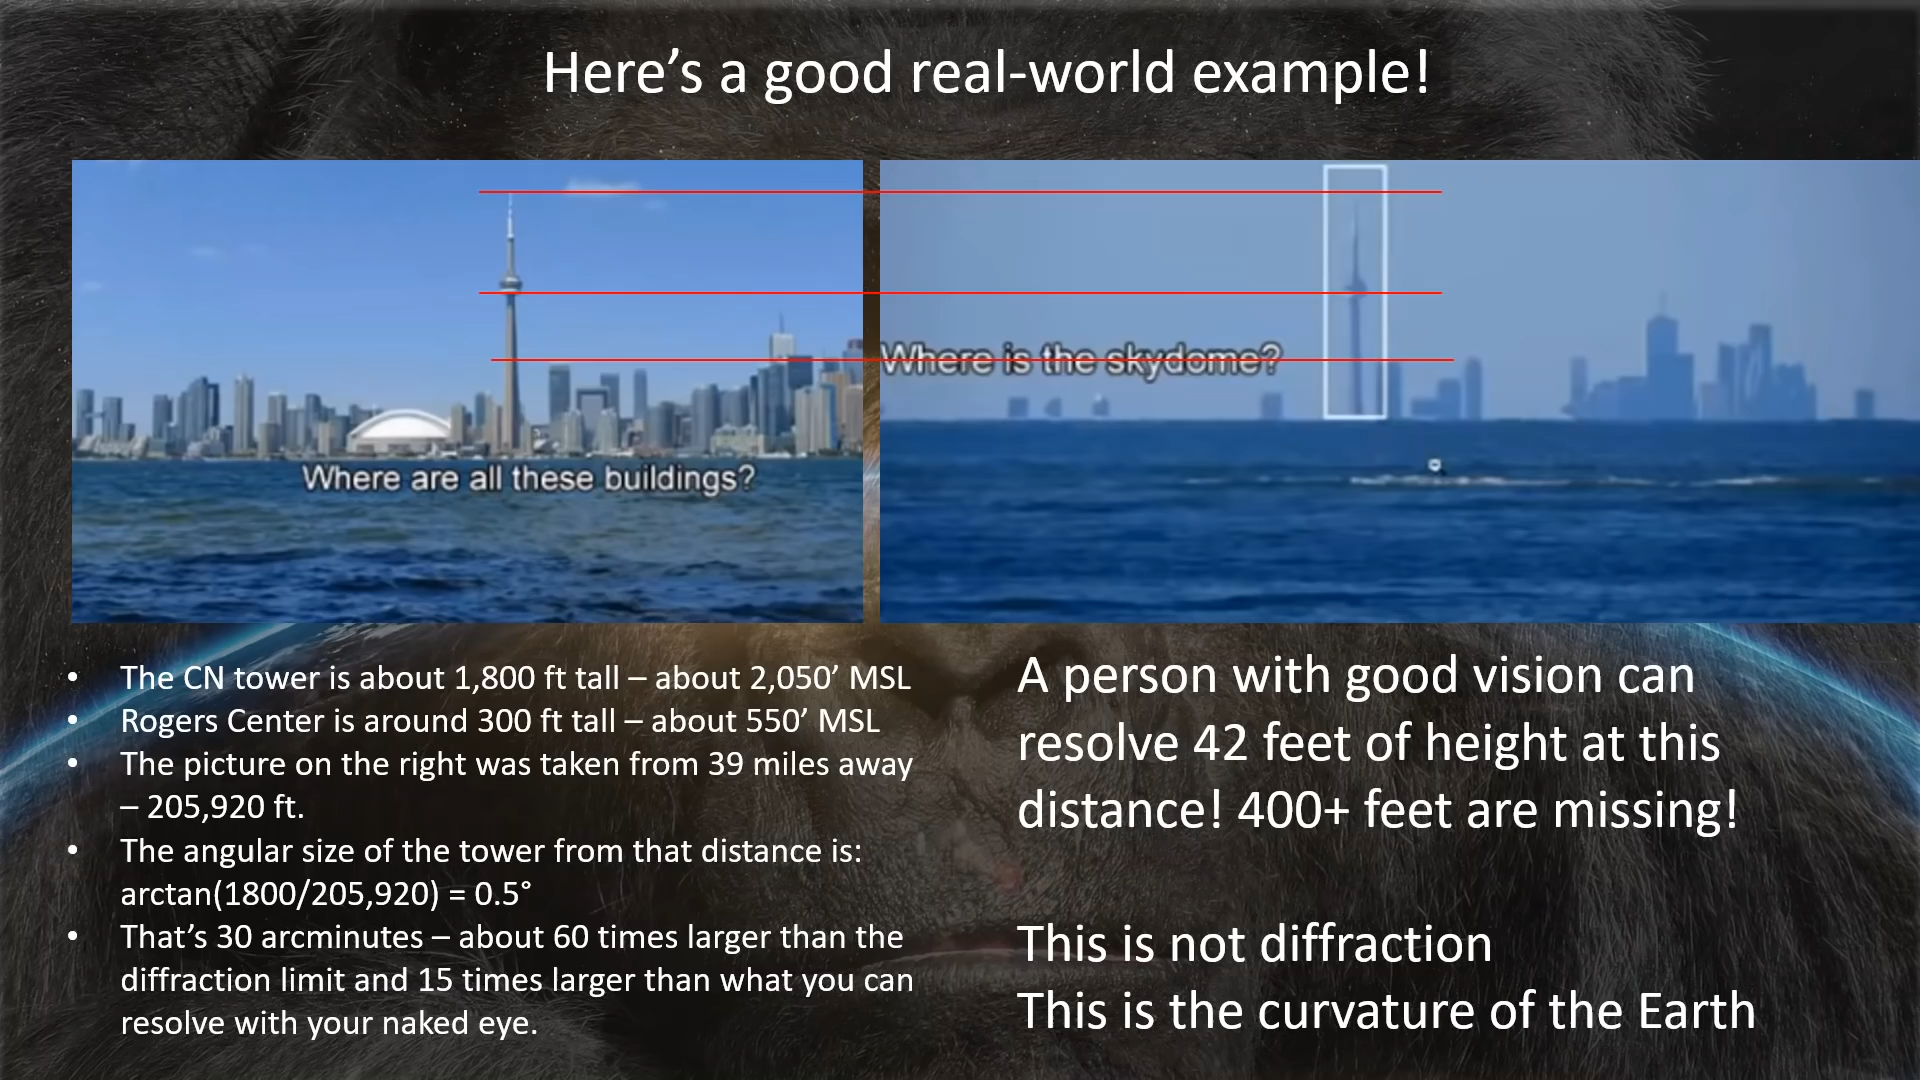 Here’s a good real-world example!
Where are all these buildings?
Where is the skydome?
• The CN tower is about 1,800 ft tall – about 2,050’ MSL
• Rogers Center is around 300 ft tall – about 550’ MSL
• The picture on the right was taken from 39 miles away
– 205,920 ft.
• The angular size of the tower from that distance is:
arctan(1800/205,920) = 0.5°
• That’s 30 arcminutes – about 60 times larger than the
diffraction limit and 15 times larger than what you can
resolve with your naked eye.
A person with good vision can
resolve 42 feet of height at this
distance! 400+ feet are missing!
This is not diffraction
This is the curvature of the Earth